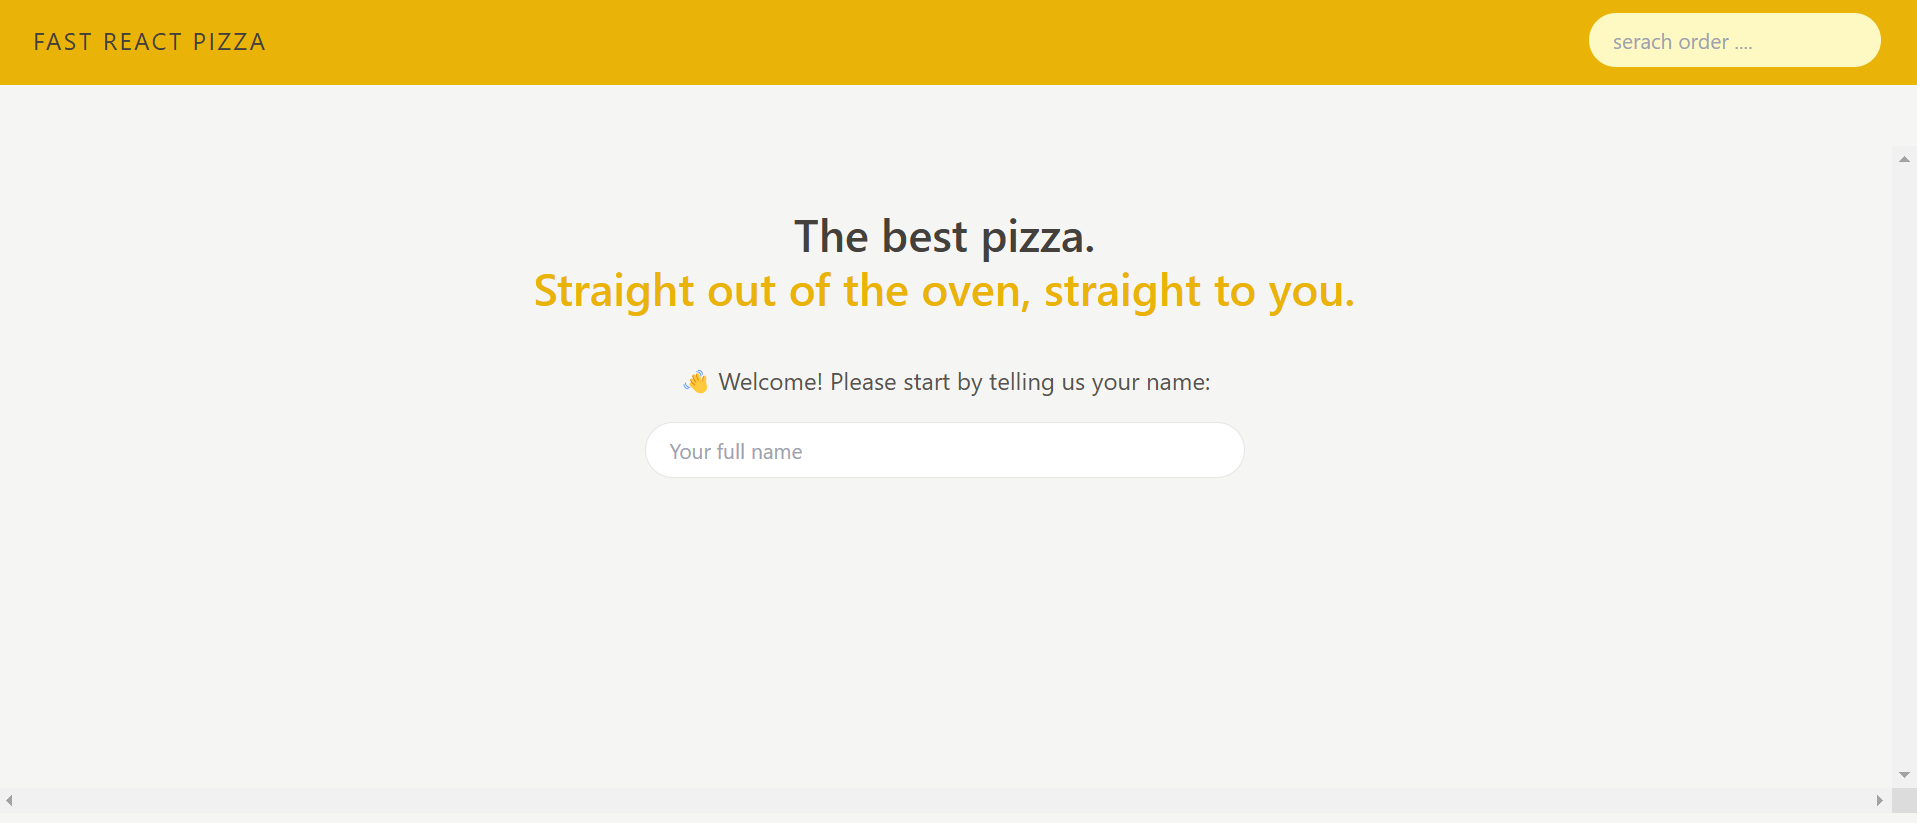 FAST REACT PIZZA
serach order ....
The best pizza.
Straight out of the oven, straight to you.
👋 Welcome! Please start by telling us your name:
Your full name